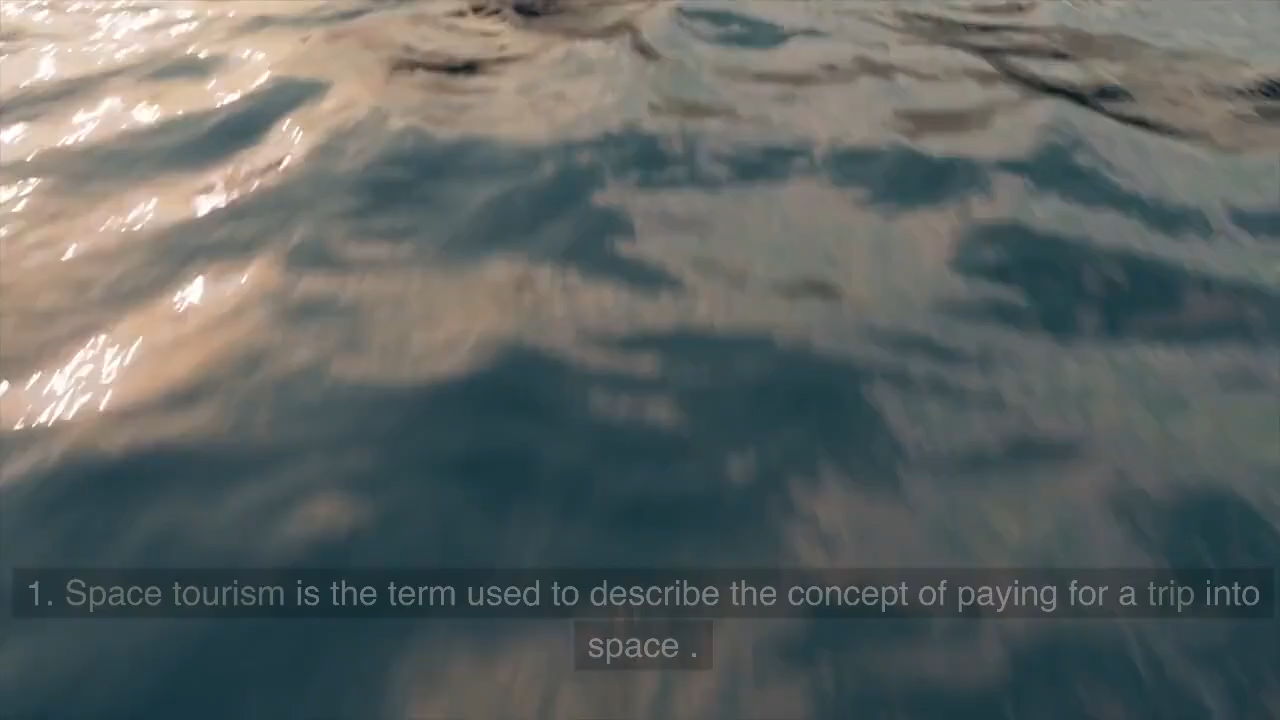 1. Space tourism is the term used to describe the concept of paying for a trip into
space .